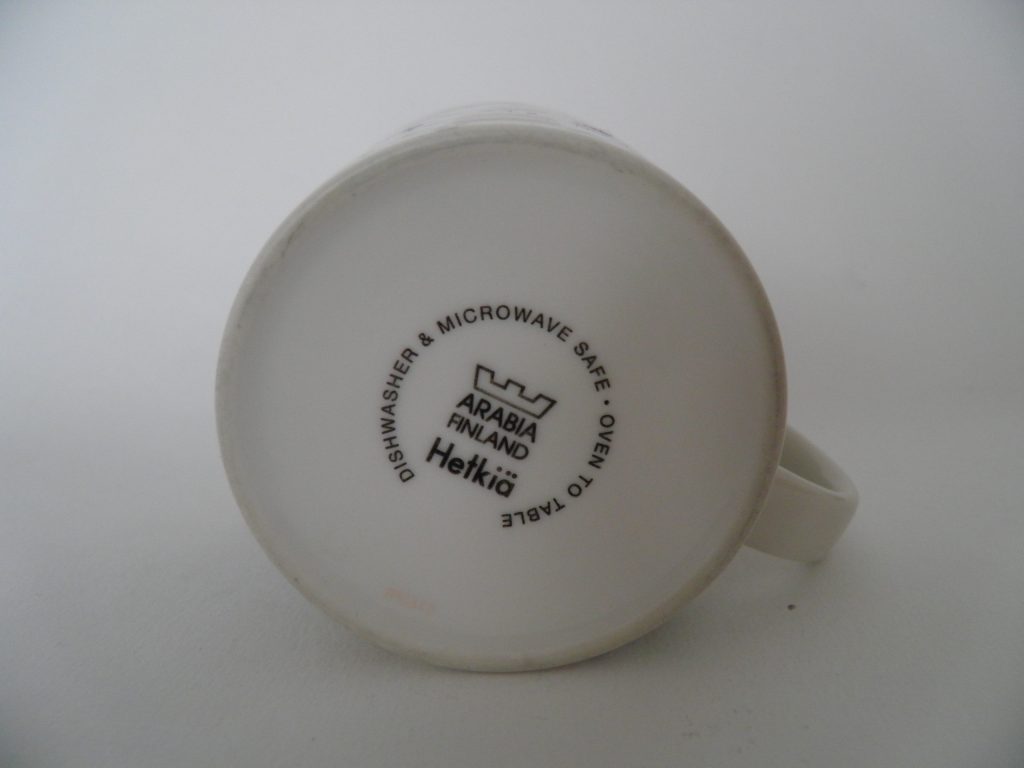 DISHWASHER & MICROWAVE SAFE • OVEN TO TABLE
ARABIA
FINLAND
Hetkiä